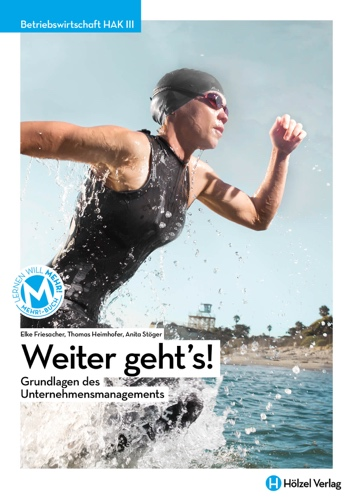 Betriebswirtschaft HAK III
LERNEN WILL MEHR!
MEHR!-BUCH
Elke Friesacher, Thomas Heimhofer, Anita Stöger
Weiter geht's!
Grundlagen des
Unternehmensmanagements
Hölzel Verlag